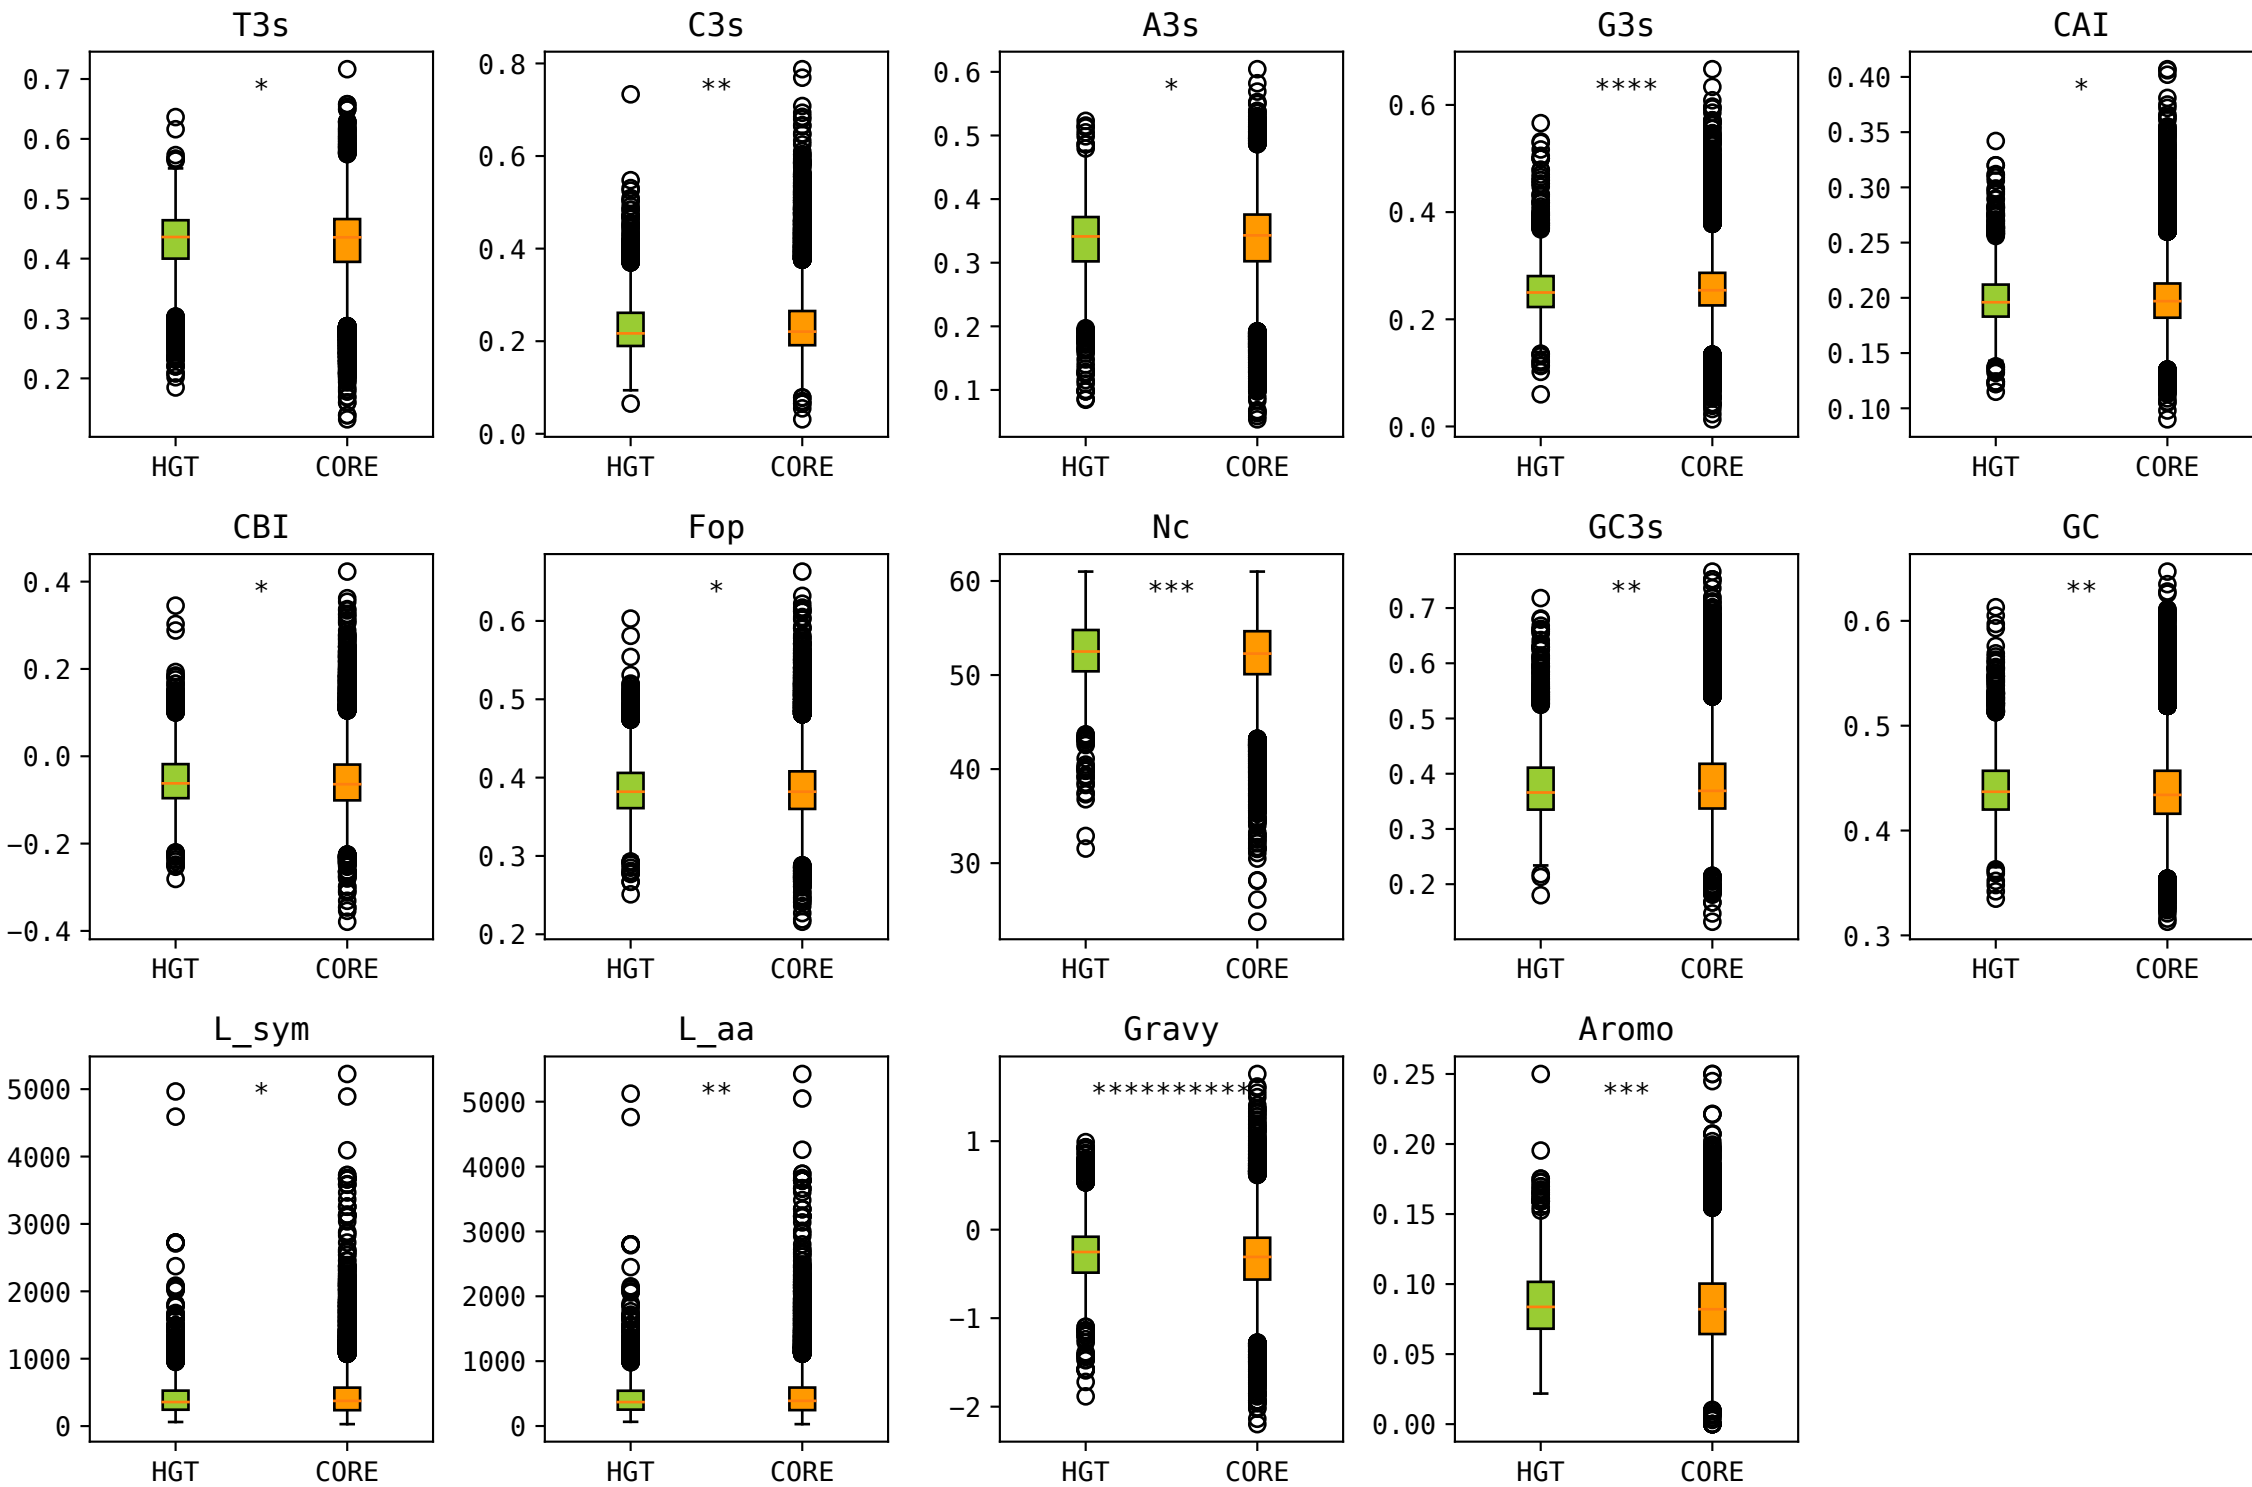 T3s
C3s
A3s
G3s
CAI
0.7
0.6
0.5
0.4
0.3
0.2
*
HGT
CORE
0.8
0.6
0.4
0.2
0.0
**
HGT
CORE
0.6
0.5
0.4
0.3
0.2
0.1
*
HGT
CORE
0.6
0.4
0.2
0.0
****
HGT
CORE
0.40
0.35
0.30
0.25
0.20
0.15
0.10
*
HGT
CORE
CBI
Fop
Nc
GC3s
GC
0.4
0.2
0.0
−0.2
−0.4
*
HGT
CORE
0.6
0.5
0.4
0.3
0.2
*
HGT
CORE
60
50
40
30
***
HGT
CORE
0.7
0.6
0.5
0.4
0.3
0.2
**
HGT
CORE
0.6
0.5
0.4
0.3
**
HGT
CORE
L_sym
L_aa
Gravy
Aromo
5000
4000
3000
2000
1000
0
*
HGT
CORE
5000
4000
3000
2000
1000
0
**
HGT
CORE
1
0
−1
−2
**********
HGT
CORE
0.25
0.20
0.15
0.10
0.05
0.00
***
HGT
CORE